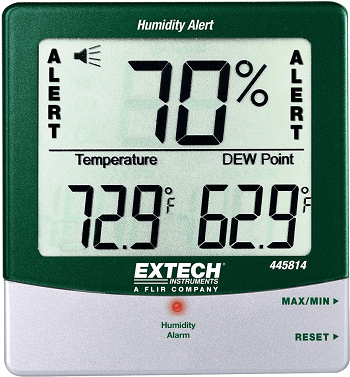 Humidity Alert
ALERT
70%
ALERT
Temperature DEW Point
72.9°F 62.9°F
EXTECH
INSTRUMENTS
A FLIR COMPANY
445814
MAX/MIN
Humidity
Alarm
RESET